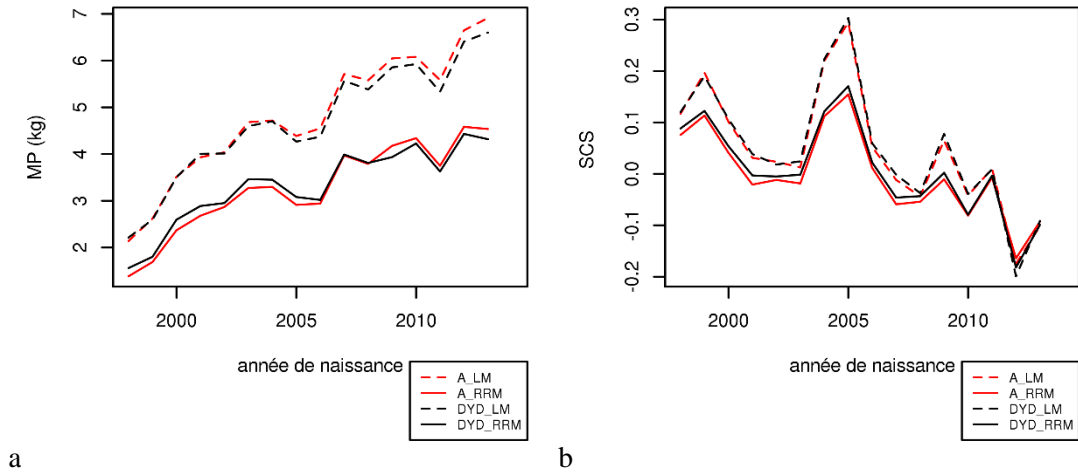 MP (kg)
7
6
5
4
3
2
2000 2005 2010
année de naissance
A_LM
A_RRM
DYD_LM
DYD_RRM
a
SCS
0.3
0.2
0.1
0.0
-0.1
-0.2
2000 2005 2010
année de naissance
A_LM
A_RRM
DYD_LM
DYD_RRM
b